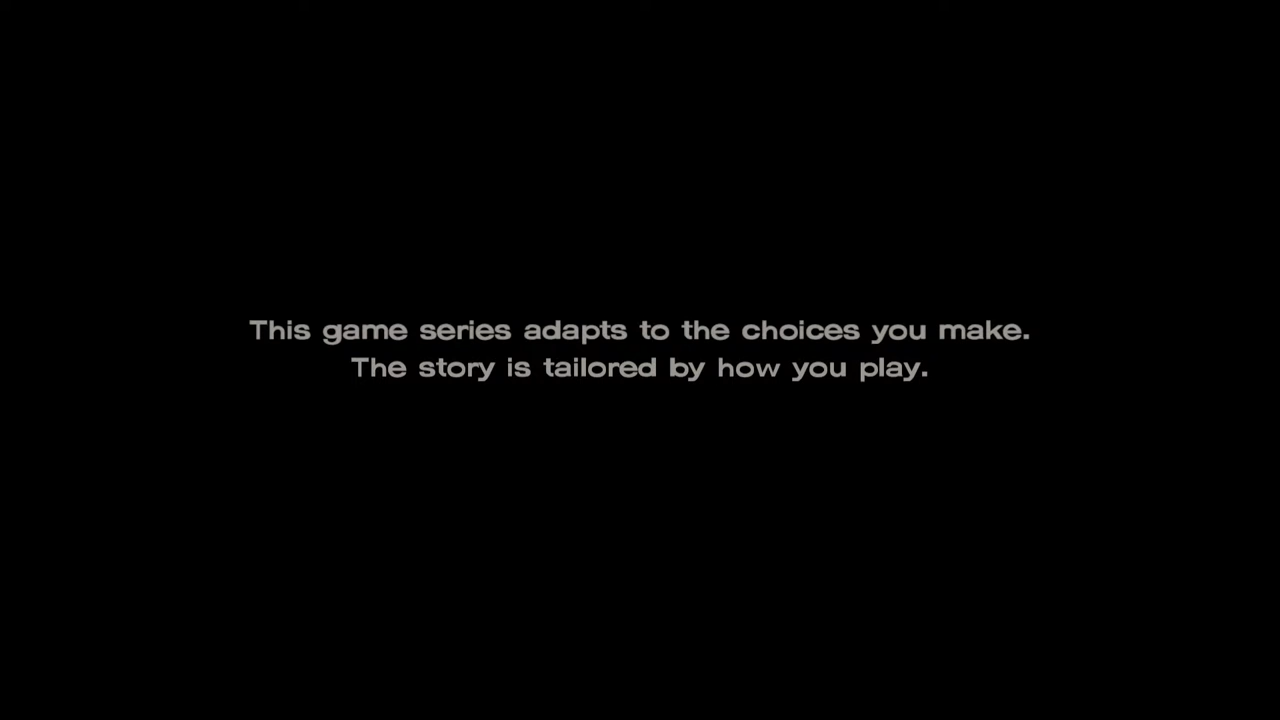 This game series adapts to the choices you make.
The story is tailored by how you play.